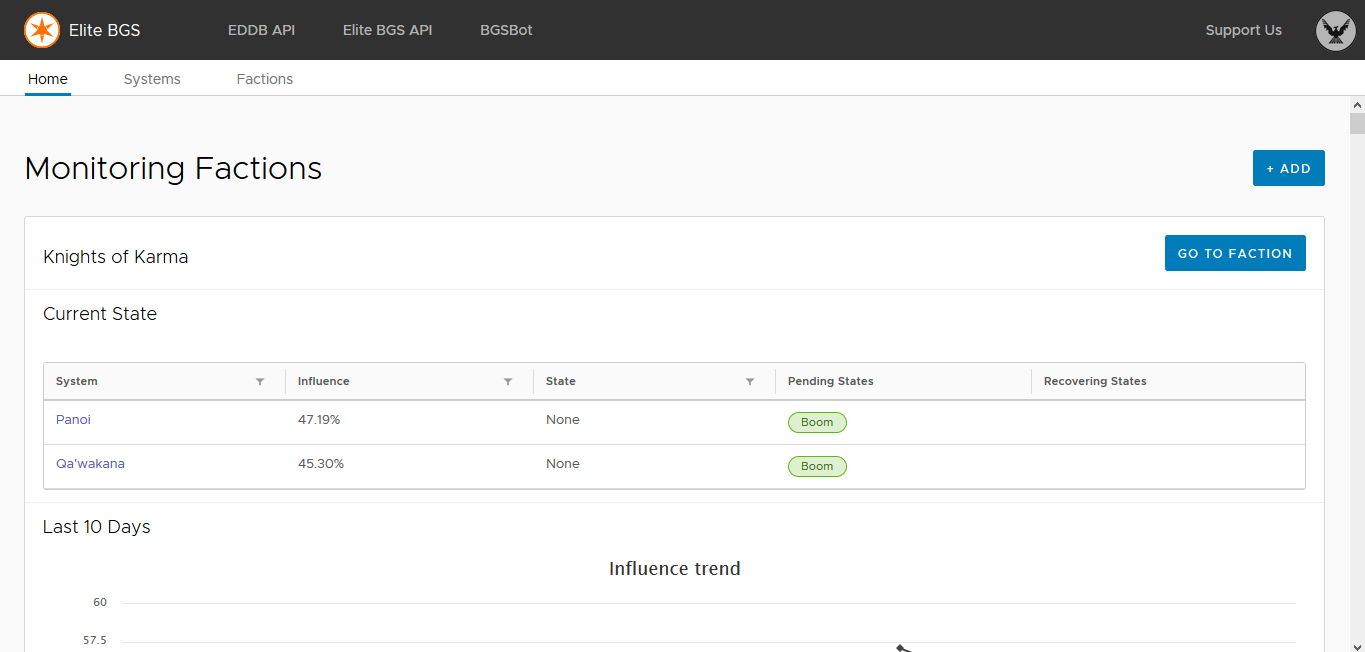 Elite BGS EDDB API Elite BGS API BGSBot Support Us
Home Systems Factions
Monitoring Factions + ADD
Knights of Karma GO TO FACTION
Current State
System Influence State Pending States Recovering States
Panoi 47.19% None Boom
Qa'wakana 45.30% None Boom
Last 10 Days
Influence trend
60
57.5